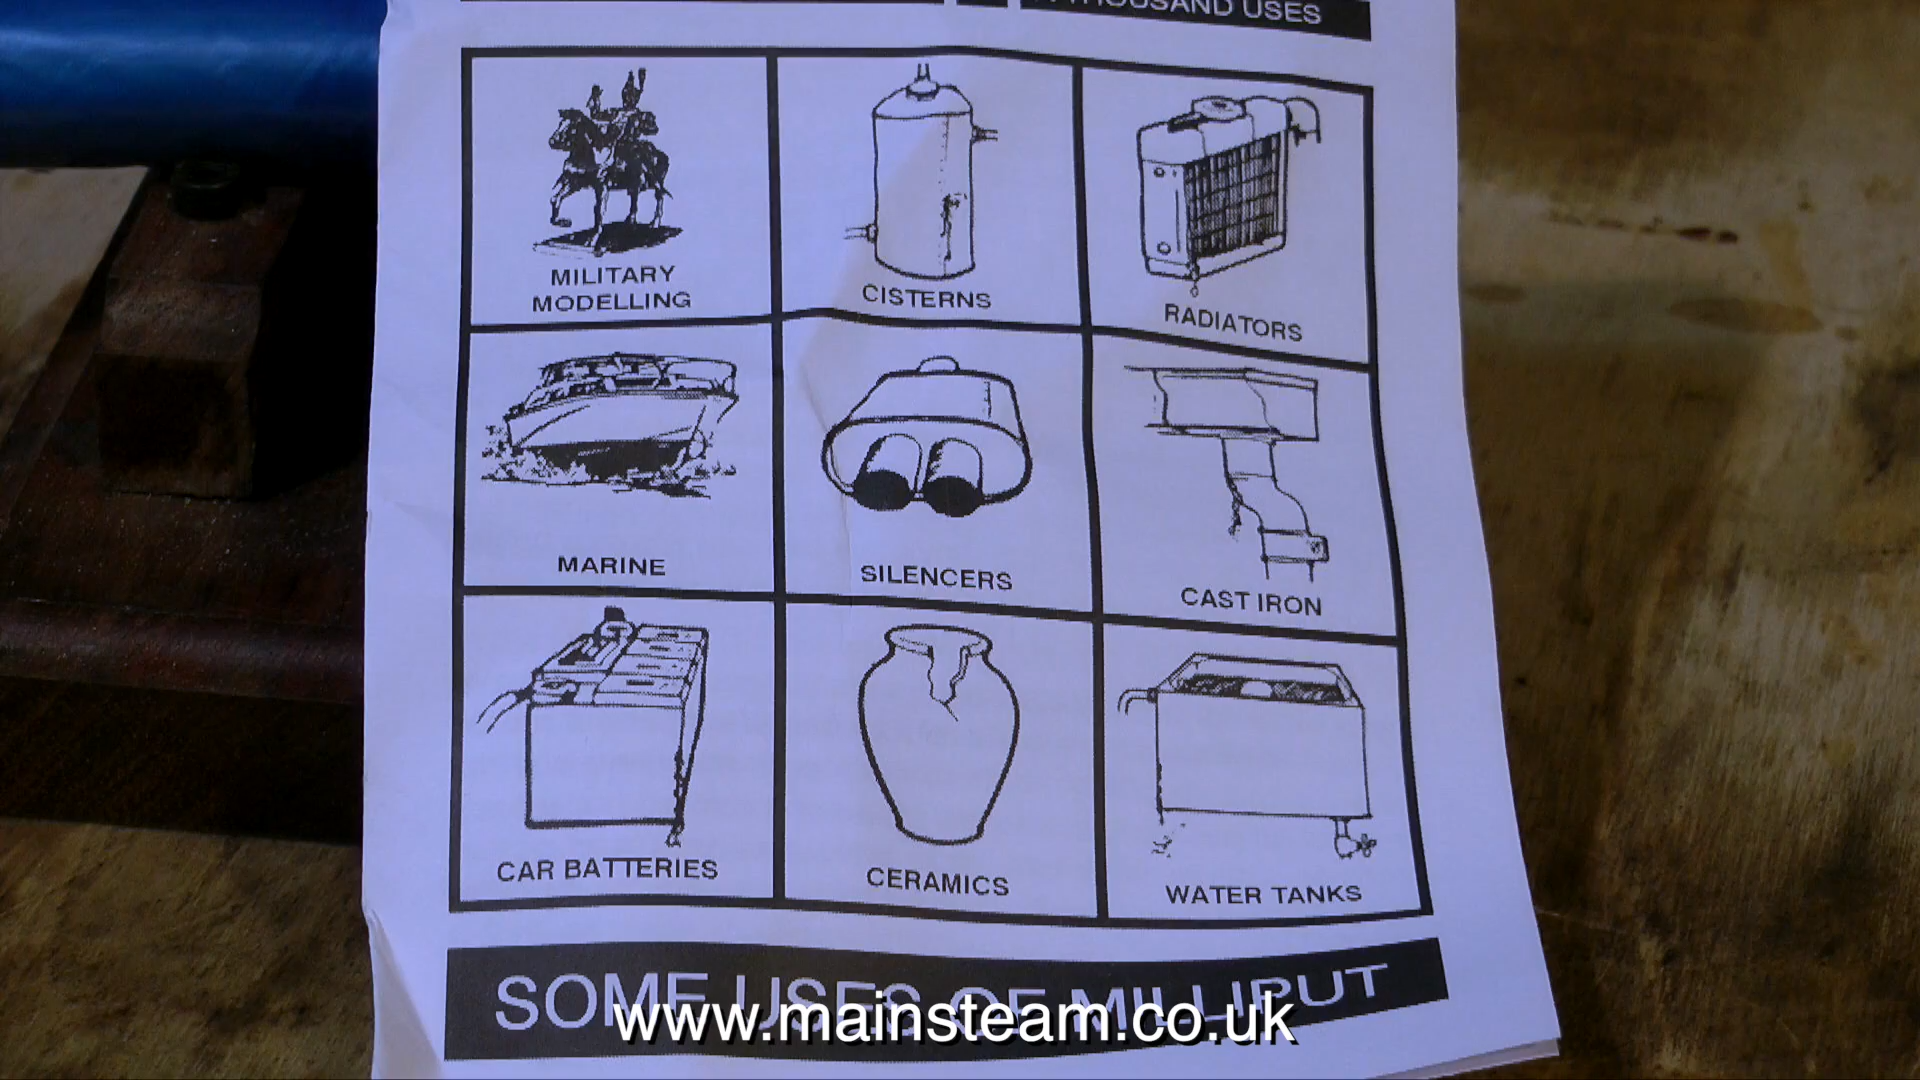 THOUSAND USES
MILITARY
MODELLING
CISTERNS
RADIATORS
MARINE
SILENCERS
CAST IRON
CAR BATTERIES
CERAMICS
WATER TANKS
SOME USES OF MILLIPUT
www.mainsteam.co.uk